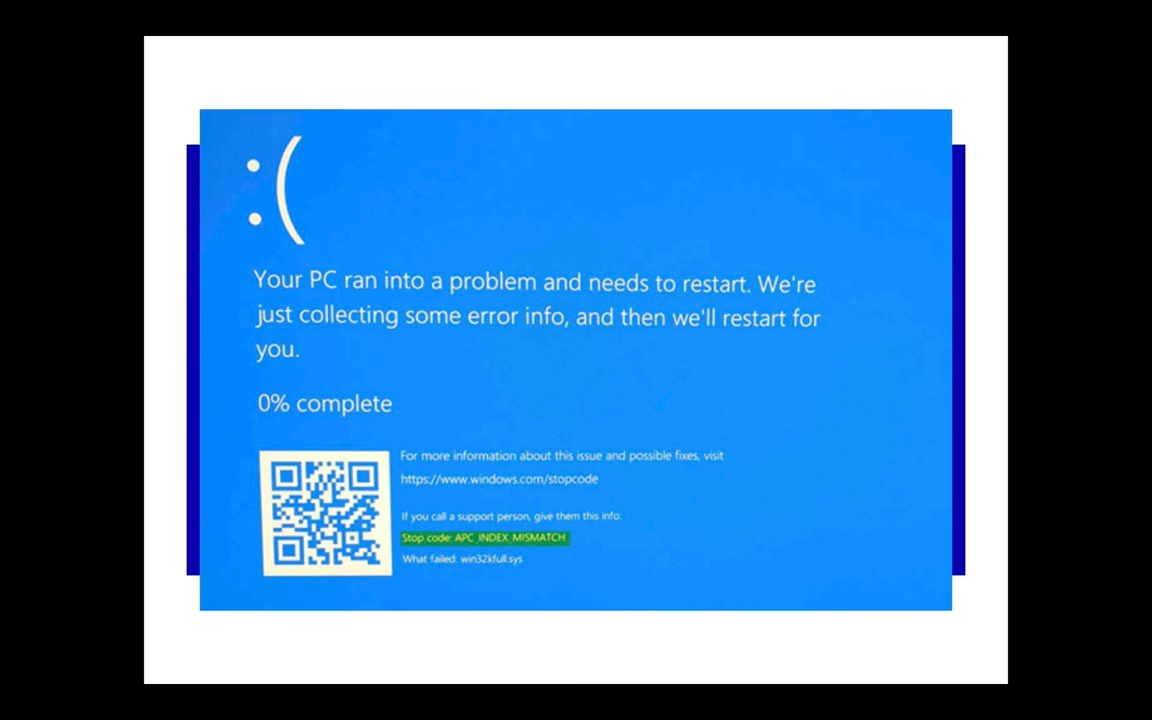 :(
Your PC ran into a problem and needs to restart. We're
just collecting some error info, and then we'll restart for
you.
0% complete
For more information about this issue and possible fixes, visit
https://www.windows.com/stopcode
If you call a support person, give them this info:
Stop code: APC_INDEX_MISMATCH
What failed: win32kfull.sys